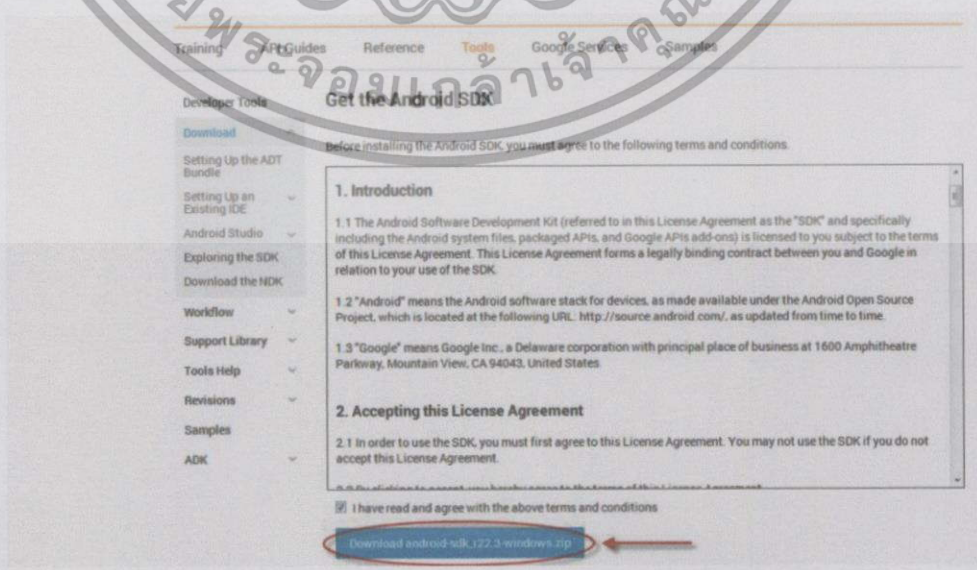 Training API Guides Reference Tools Google Services Samples
Developer Tools
Download
Setting Up the ADT
Bundle
Setting Up an
Existing IDE
Android Studio
Exploring the SDK
Download the NDK
Workflow
Support Library
Tools Help
Revisions
Samples
ADK
Get the Android SDK
Before installing the Android SDK, you must agree to the following terms and conditions.
1. Introduction
1.1 The Android Software Development Kit (referred to in this License Agreement as the "SDK" and specifically
including the Android system files, packaged APIs, and Google APIs add-ons) is licensed to you subject to the terms
of this License Agreement. This License Agreement forms a legally binding contract between you and Google in
relation to your use of the SDK.
1.2 "Android" means the Android software stack for devices, as made available under the Android Open Source
Project, which is located at the following URL: http://source.android.com/, as updated from time to time.
1.3 "Google" means Google Inc., a Delaware corporation with principal place of business at 1600 Amphitheatre
Parkway, Mountain View, CA 94043, United States.
2. Accepting this License Agreement
2.1 In order to use the SDK, you must first agree to this License Agreement. You may not use the SDK if you do not
accept this License Agreement.
I have read and agree with the above terms and conditions
Download android-sdk_r22.3-windows.zip